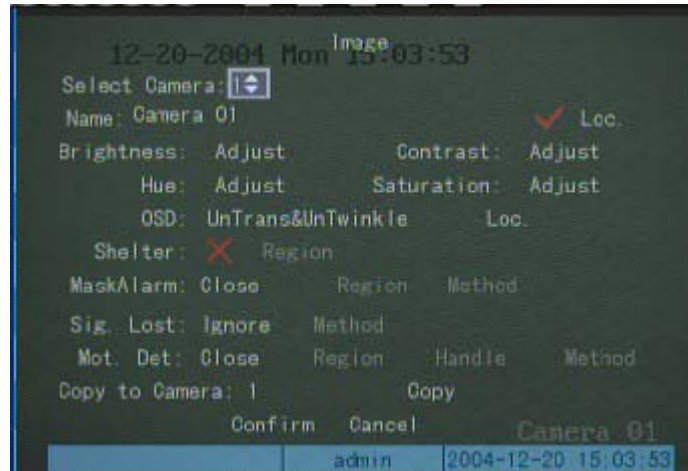 Image
12-20-2004 Mon 15:03:53
Select Camera: 1
Name: Camera 01 Loc.
Brightness: Adjust Contrast: Adjust
Hue: Adjust Saturation: Adjust
OSD: UnTrans&UnTwinkle Loc.
Shelter: Region
MaskAlarm: Close Region Method
Sig. Lost: Ignore Method
Mot. Det: Close Region Handle Method
Copy to Camera: 1 Copy
Confirm Cancel
Camera 01
admin 2004-12-20 15:03:53